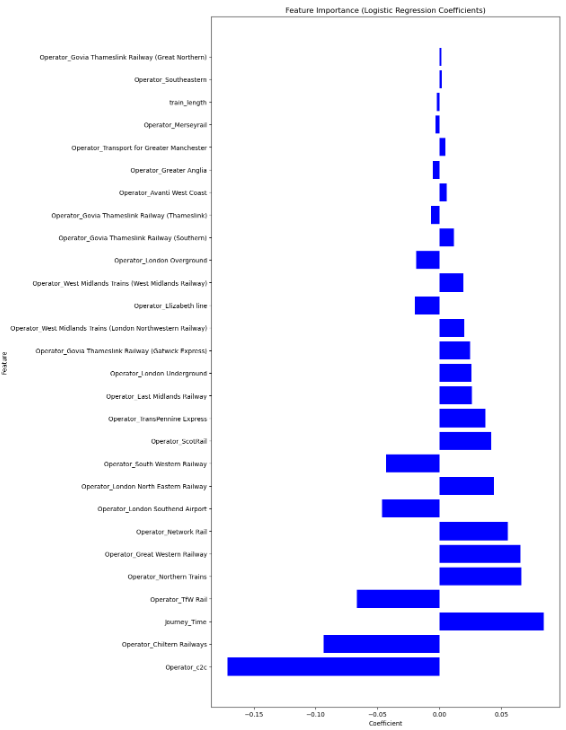 Feature Importance (Logistic Regression Coefficients)
Operator_Govia Thameslink Railway (Great Northern)
Operator_Southeastern
train_length
Operator_Merseyrail
Operator_Transport for Greater Manchester
Operator_Greater Anglia
Operator_Avanti West Coast
Operator_Govia Thameslink Railway (Thameslink)
Operator_Govia Thameslink Railway (Southern)
Operator_London Overground
Operator_West Midlands Trains (West Midlands Railway)
Operator_Elizabeth line
Operator_West Midlands Trains (London Northwestern Railway)
Operator_Govia Thameslink Railway (Gatwick Express)
Operator_London Underground
Operator_East Midlands Railway
Operator_TransPennine Express
Operator_ScotRail
Operator_South Western Railway
Operator_London North Eastern Railway
Operator_London Southend Airport
Operator_Network Rail
Operator_Great Western Railway
Operator_Northern Trains
Operator_TfW Rail
Journey_Time
Operator_Chiltern Railways
Operator_c2c
Feature
−0.15 −0.10 −0.05 0.00 0.05
Coefficient